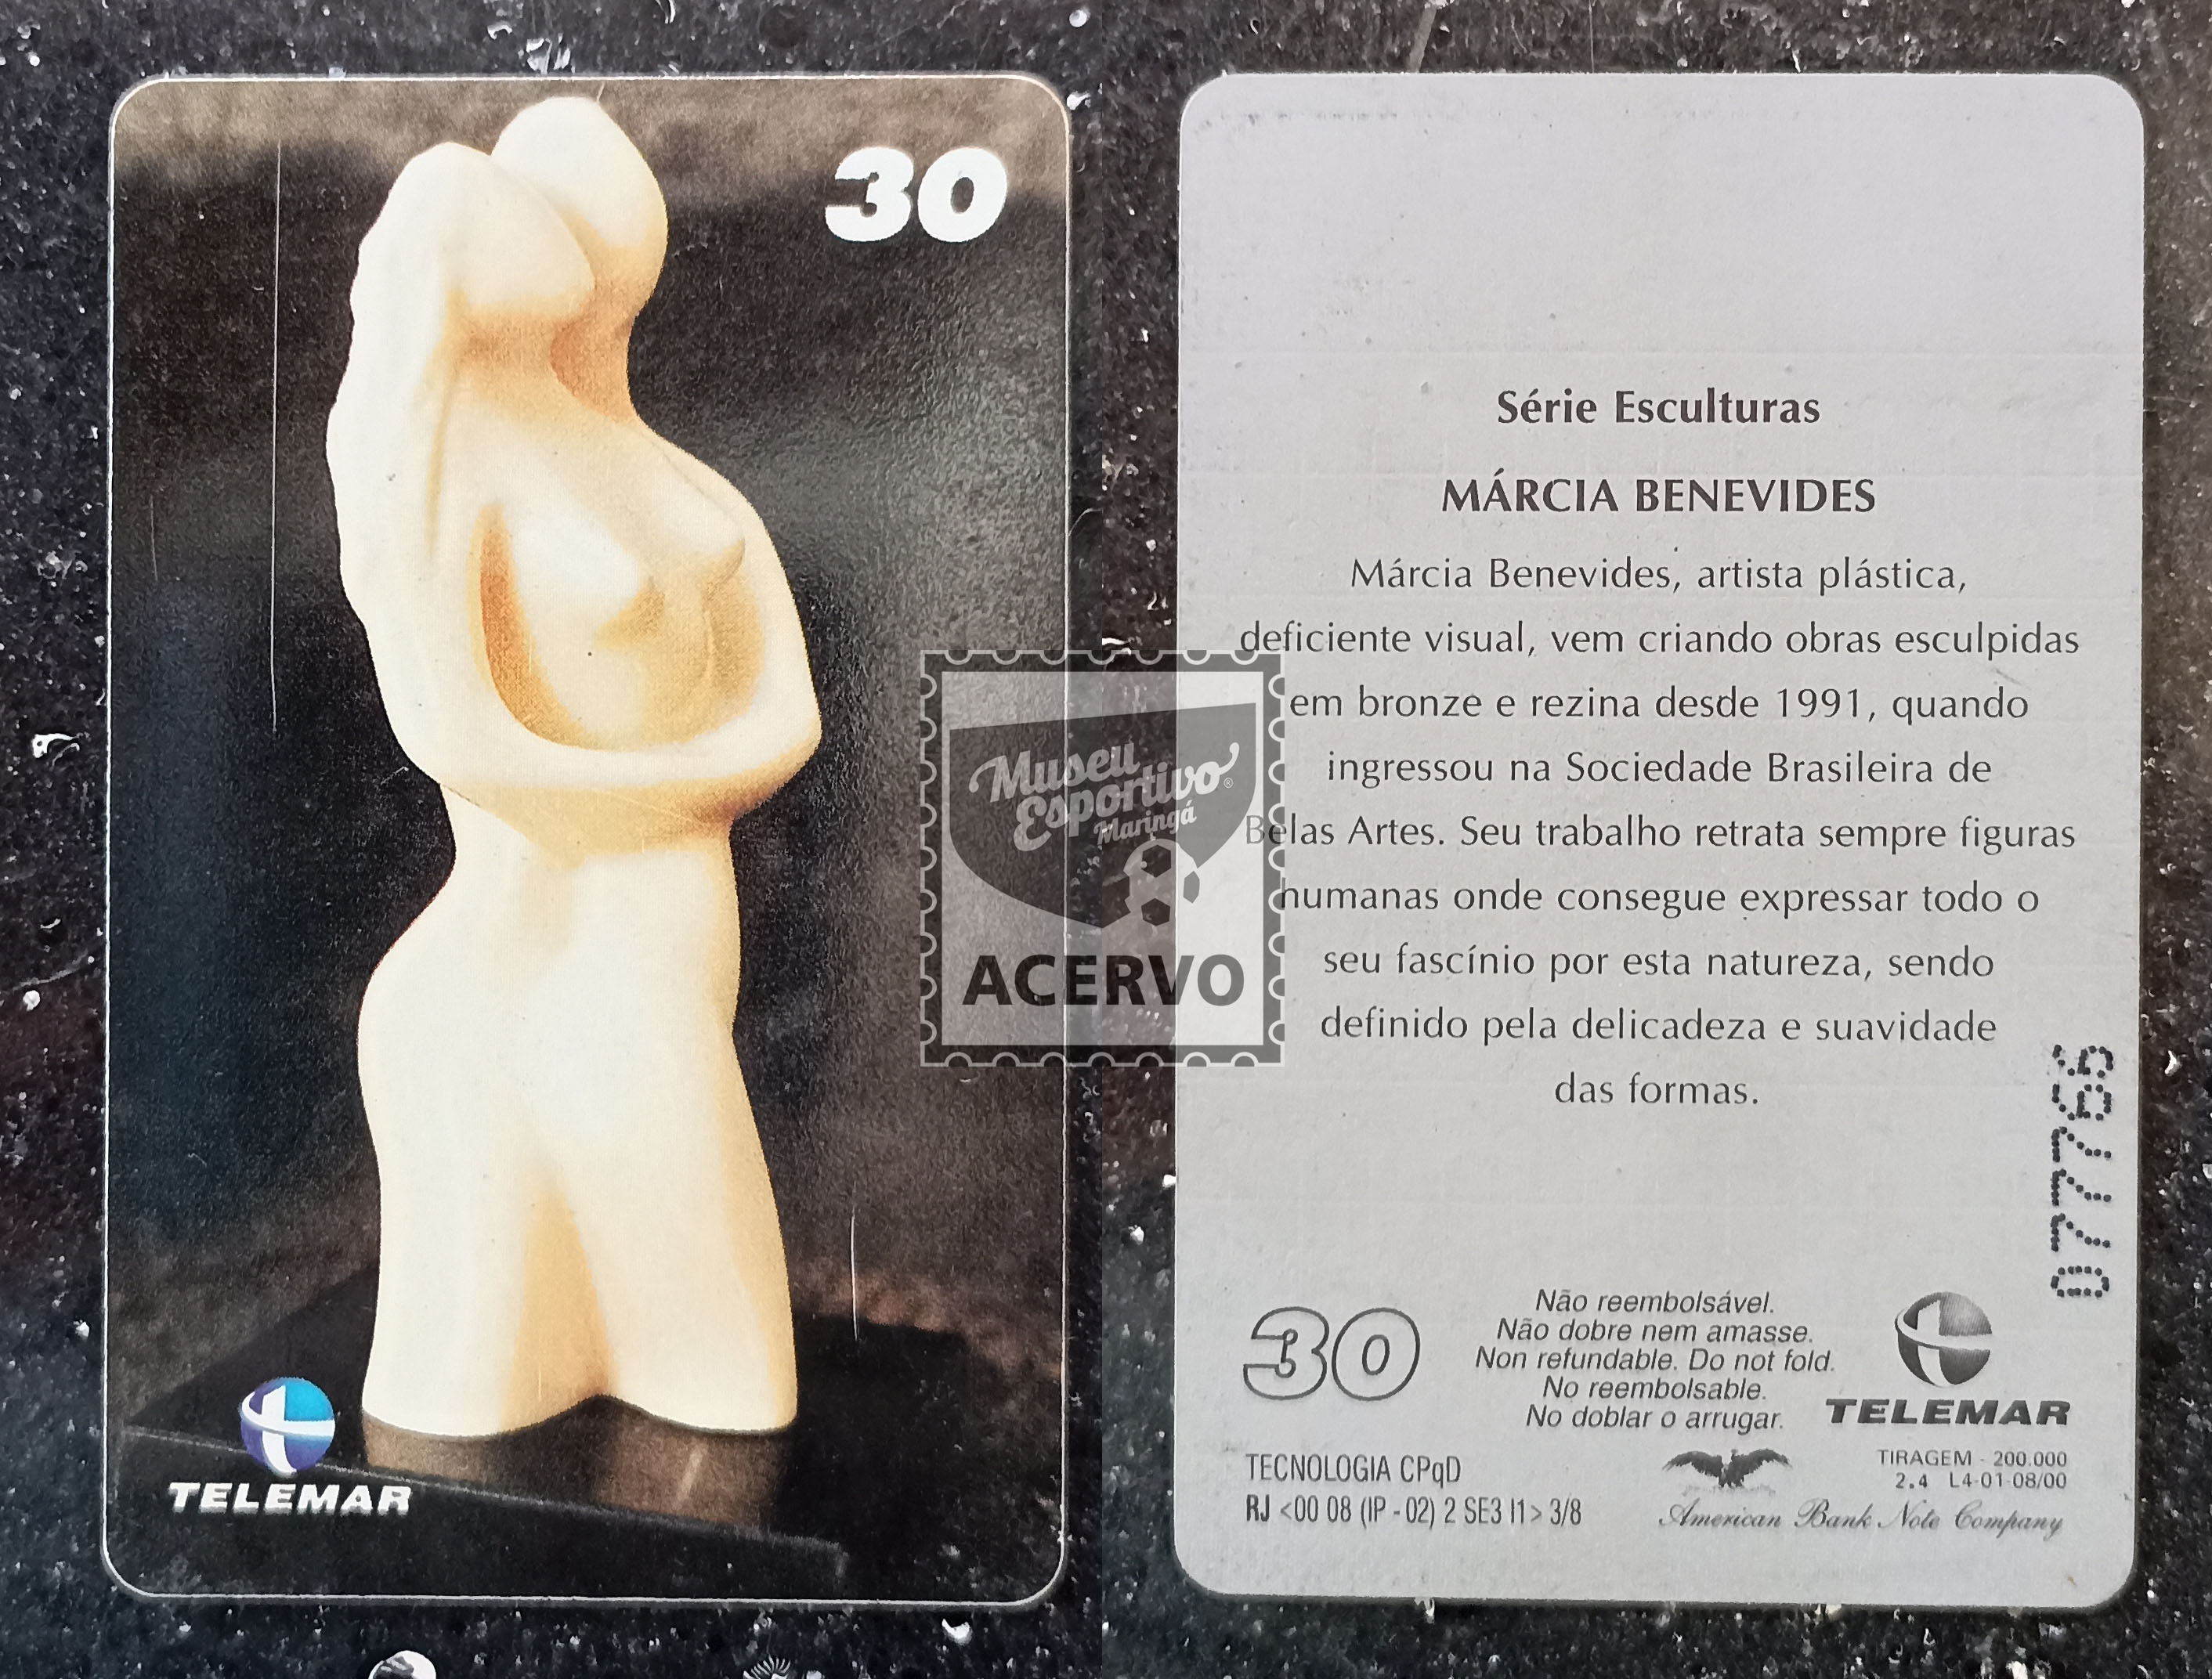 30
TELEMAR
Série Esculturas
MÁRCIA BENEVIDES
Márcia Benevides, artista plástica,
deficiente visual, vem criando obras esculpidas
em bronze e rezina desde 1991, quando
ingressou na Sociedade Brasileira de
Belas Artes. Seu trabalho retrata sempre figuras
humanas onde consegue expressar todo o
seu fascínio por esta natureza, sendo
definido pela delicadeza e suavidade
das formas.
077766
30
Não reembolsável.
Não dobre nem amasse.
Non refundable. Do not fold.
No reembolsable.
No doblar o arrugar.
TELEMAR
TECNOLOGIA CPqD
RJ <00 08 (IP - 02) 2 SE3 I1> 3/8
TIRAGEM - 200.000
2.4 L4-01-08/00
American Bank Note Company
Museu
Esportivo®
Maringá
ACERVO